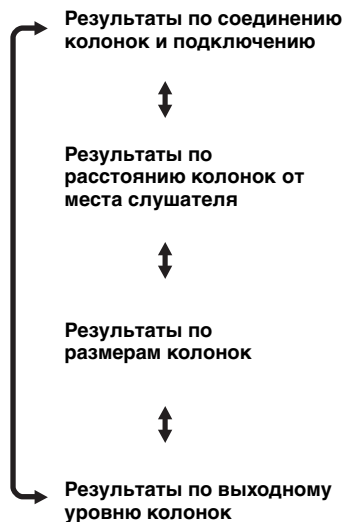 Результаты по соединению
колонок и подключению
Результаты по
расстоянию колонок от
места слушателя
Результаты по
размерам колонок
Результаты по выходному
уровню колонок